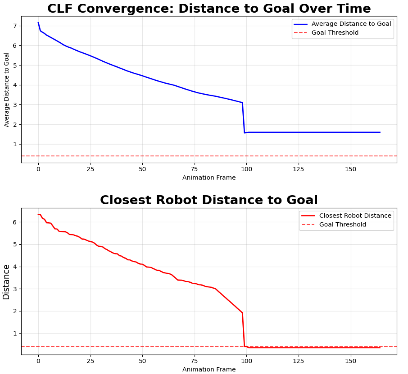 CLF Convergence: Distance to Goal Over Time
Average Distance to Goal
7
6
5
4
3
2
1
Average Distance to Goal
Goal Threshold
0 25 50 75 100 125 150
Animation Frame
Closest Robot Distance to Goal
Distance
6
5
4
3
2
1
Closest Robot Distance
Goal Threshold
0 25 50 75 100 125 150
Animation Frame